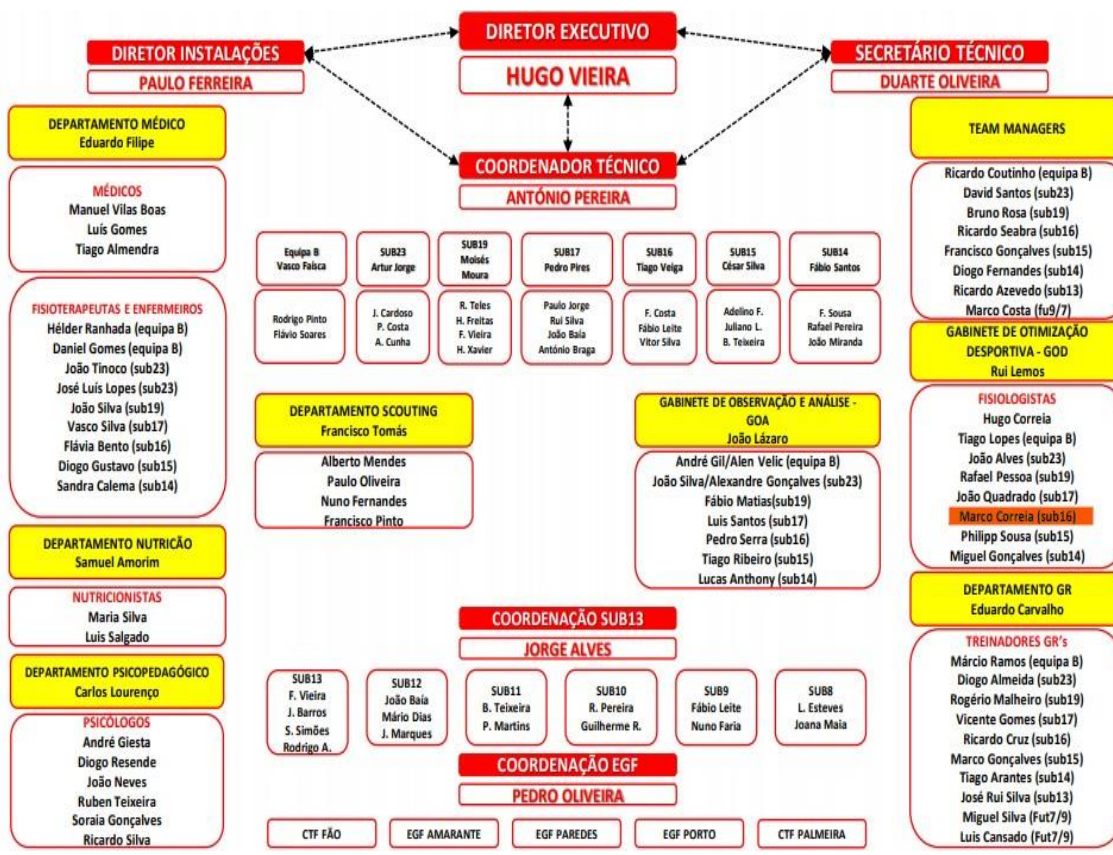 DIRETOR EXECUTIVO
HUGO VIEIRA
DIRETOR INSTALAÇÕES
PAULO FERREIRA
SECRETÁRIO TÉCNICO
DUARTE OLIVEIRA
COORDENADOR TÉCNICO
ANTÓNIO PEREIRA
DEPARTAMENTO MÉDICO
Eduardo Filipe
MÉDICOS
Manuel Vilas Boas
Luís Gomes
Tiago Almendra
FISIOTERAPEUTAS E ENFERMEIROS
Hélder Ranhada (equipa B)
Daniel Gomes (equipa B)
João Tinoco (sub23)
José Luís Lopes (sub23)
João Silva (sub19)
Vasco Silva (sub17)
Flávia Bento (sub16)
Diogo Gustavo (sub15)
Sandra Calema (sub14)
DEPARTAMENTO NUTRICÃO
Samuel Amorim
NUTRICIONISTAS
Maria Silva
Luis Salgado
DEPARTAMENTO PSICOPEDAGÓGICO
Carlos Lourenço
PSICÓLOGOS
André Giesta
Diogo Resende
João Neves
Ruben Teixeira
Soraia Gonçalves
Ricardo Silva
Equipa B
Vasco Faísca
SUB23
Artur Jorge
SUB19
Moisés
Moura
SUB17
Pedro Pires
SUB16
Tiago Veiga
SUB15
César Silva
SUB14
Fábio Santos
Rodrigo Pinto
Flávio Soares
J. Cardoso
P. Costa
A. Cunha
R. Teles
H. Freitas
F. Vieira
H. Xavier
Paulo Jorge
Rui Silva
João Baía
António Braga
F. Costa
Fábio Leite
Vitor Silva
Adelino F.
Juliano L.
B. Teixeira
F. Sousa
Rafael Pereira
João Miranda
DEPARTAMENTO SCOUTING
Francisco Tomás
Alberto Mendes
Paulo Oliveira
Nuno Fernandes
Francisco Pinto
GABINETE DE OBSERVAÇÃO E ANÁLISE -
GOA
João Lázaro
André Gil/Alen Velic (equipa B)
João Silva/Alexandre Gonçalves (sub23)
Fábio Matias(sub19)
Luis Santos (sub17)
Pedro Serra (sub16)
Tiago Ribeiro (sub15)
Lucas Anthony (sub14)
COORDENAÇÃO SUB13
JORGE ALVES
SUB13
F. Vieira
J. Barros
S. Simões
Rodrigo A.
SUB12
João Baía
Mário Dias
J. Marques
SUB11
B. Teixeira
P. Martins
SUB10
R. Pereira
Guilherme R.
SUB9
Fábio Leite
Nuno Faria
SUB8
L. Esteves
Joana Maia
COORDENAÇÃO EGF
PEDRO OLIVEIRA
CTF FÃO
EGF AMARANTE
EGF PAREDES
EGF PORTO
CTF PALMEIRA
TEAM MANAGERS
Ricardo Coutinho (equipa B)
David Santos (sub23)
Bruno Rosa (sub19)
Ricardo Seabra (sub16)
Francisco Gonçalves (sub15)
Diogo Fernandes (sub14)
Ricardo Azevedo (sub13)
Marco Costa (fu9/7)
GABINETE DE OTIMIZAÇÃO
DESPORTIVA - GOD
Rui Lemos
FISIOLOGISTAS
Hugo Correia
Tiago Lopes (equipa B)
João Alves (sub23)
Rafael Pessoa (sub19)
João Quadrado (sub17)
Marco Correia (sub16)
Philipp Sousa (sub15)
Miguel Gonçalves (sub14)
DEPARTAMENTO GR
Eduardo Carvalho
TREINADORES GR's
Márcio Ramos (equipa B)
Diogo Almeida (sub23)
Rogério Malheiro (sub19)
Vicente Gomes (sub17)
Ricardo Cruz (sub16)
Marco Gonçalves (sub15)
Tiago Arantes (sub14)
José Rui Silva (sub13)
Miguel Silva (Fut7/9)
Luis Cansado (Fut7/9)